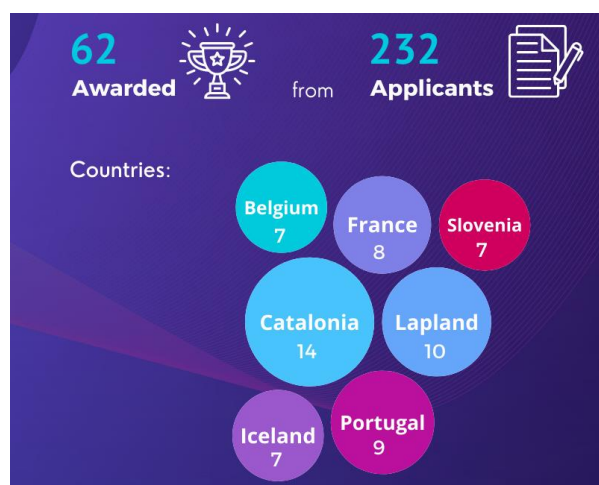 62
Awarded
from
232
Applicants
Countries:
Belgium
7
France
8
Slovenia
7
Catalonia
14
Lapland
10
Iceland
7
Portugal
9